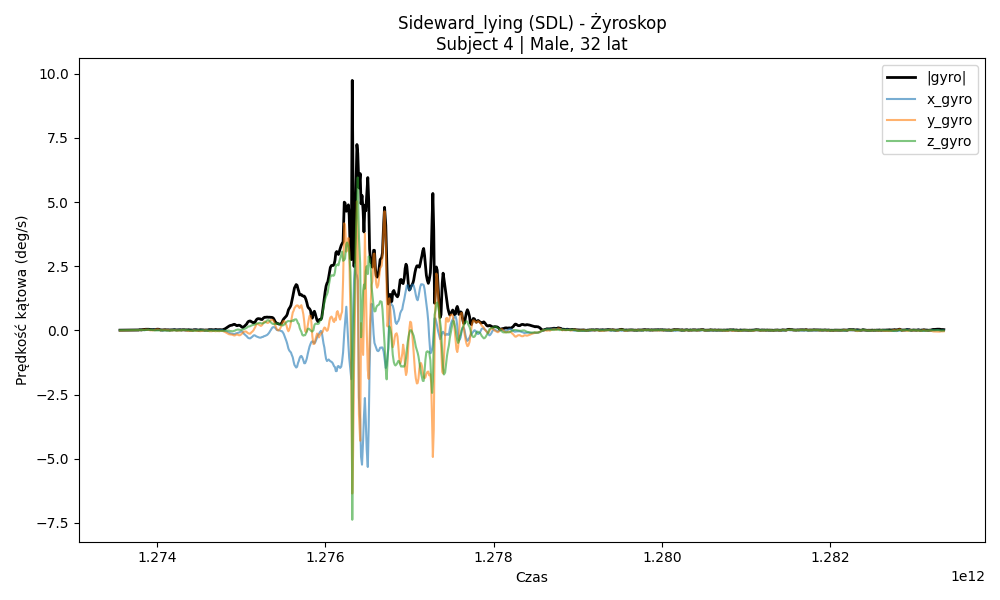 Sideward_lying (SDL) - Żyroskop
Subject 4 | Male, 32 lat
|gyro|
x_gyro
y_gyro
z_gyro
Prędkość kątowa (deg/s)
10.0
7.5
5.0
2.5
0.0
−2.5
−5.0
−7.5
1.274
1.276
1.278
1.280
1.282
1e12
Czas